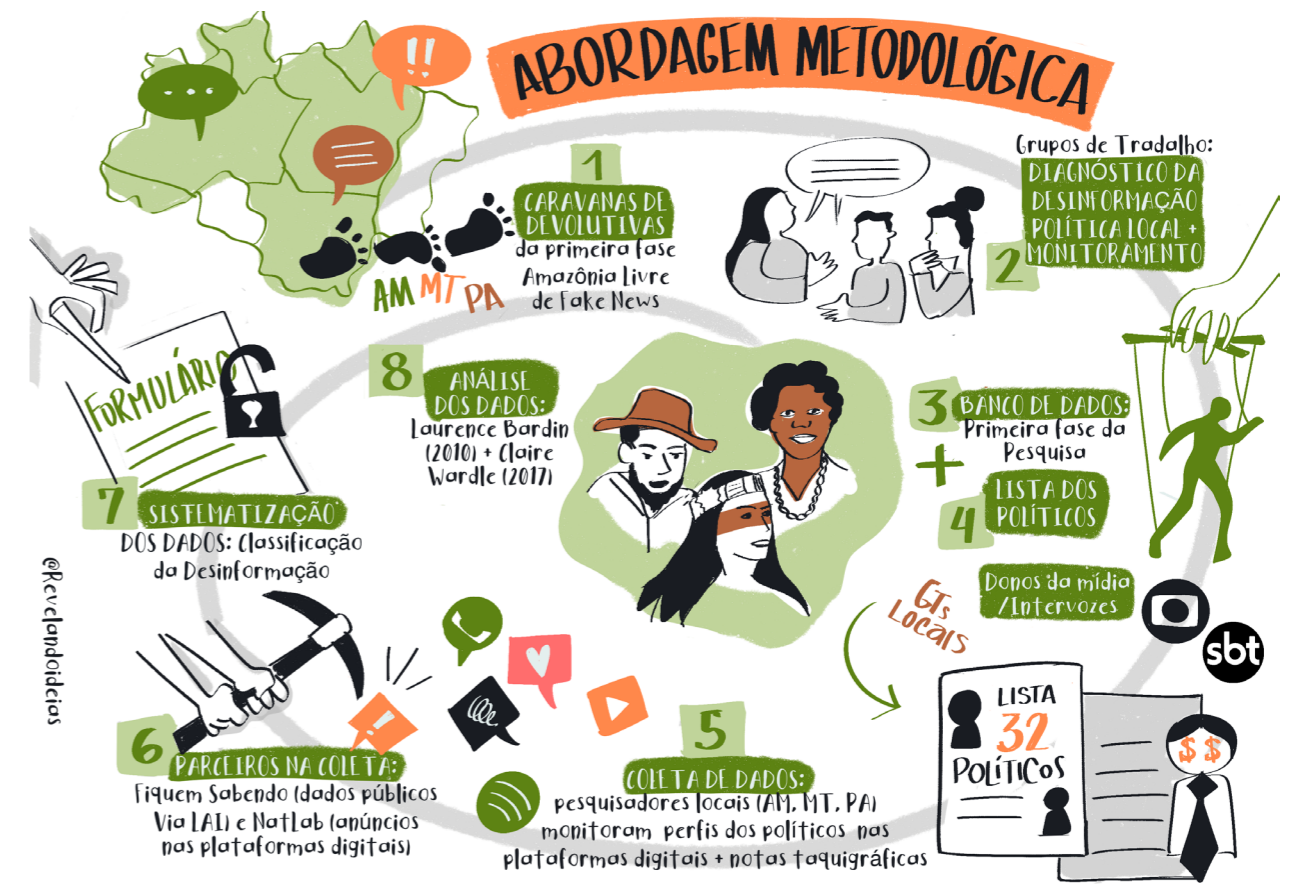 ABORDAGEM METODOLÓGICA
1
CARAVANAS DE
DEVOLUTIVAS
da primeira fase
Amazônia Livre
de Fake News
AM MT PA
Grupos de Tradalho:
DIAGNÓSTICO DA
DESINFORMAÇÃO
POLÍTICA LOCAL +
MONITORAMENTO
2
3
BANCO DE DADOS:
Primeira fase da
Pesquisa
+
4
LISTA DOS
POLÍTICOS
Donos da mídia
/Intervozes
sbt
GTs
LOCAIS
LISTA
32
POLÍTICOS
$ $
5
COLETA DE DADOS:
pesquisadores locais (AM, MT, PA)
monitoram perfis dos políticos nas
plataformas digitais + notas taquigráficas
6
PARCEIROS NA COLETA:
Fiquem Sabendo (dados públicos
Via LAI) e NatLab (anúncios
nas plataformas digitais)
FORMULÁRIO
7
SISTEMATIZAÇÃO
DOS DADOS: Classificação
da Desinformação
8
ANÁLISE
DOS DADOS:
Laurence Bardin
(2010) + Claire
Wardle (2017)
@Revelandoideias